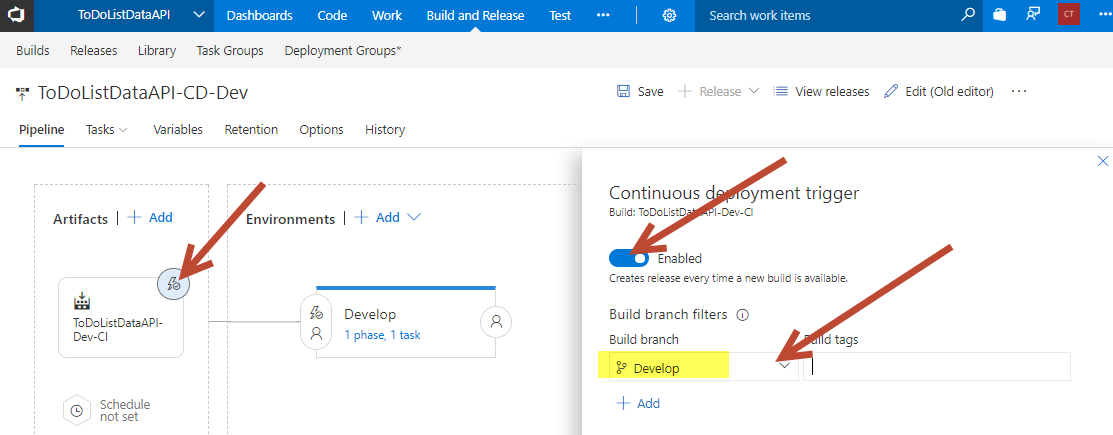 ToDoListDataAPI
Dashboards
Code
Work
Build and Release
Test
Search work items
CT
Builds
Releases
Library
Task Groups
Deployment Groups*
ToDoListDataAPI-CD-Dev
Save
Release
View releases
Edit (Old editor)
Pipeline
Tasks
Variables
Retention
Options
History
Artifacts
Add
Environments
Add
ToDoListDataAPI-
Dev-CI
Develop
1 phase, 1 task
Schedule
not set
Continuous deployment trigger
Build: ToDoListDataAPI-Dev-CI
Enabled
Creates release every time a new build is available.
Build branch filters
Build branch
Build tags
Develop
Add